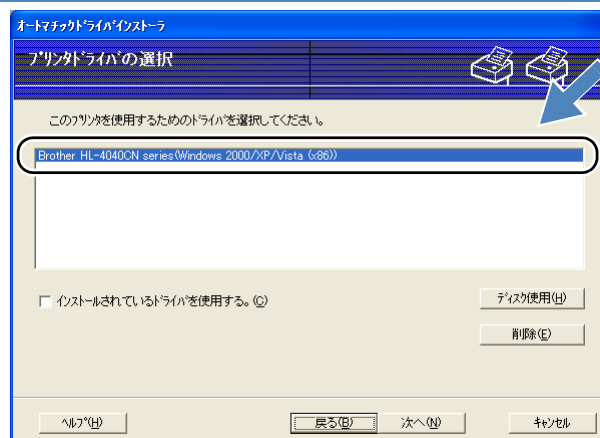 オートマチックドライバインストーラ
プリンタドライバの選択
このプリンタを使用するためのドライバを選択してください。
Brother HL-4040CN series(Windows 2000/XP/Vista (x86))
インストールされているドライバを使用する。(C)
ディスク使用(H)
削除(E)
ヘルプ(H)
戻る(B)
次へ(N)
キャンセル